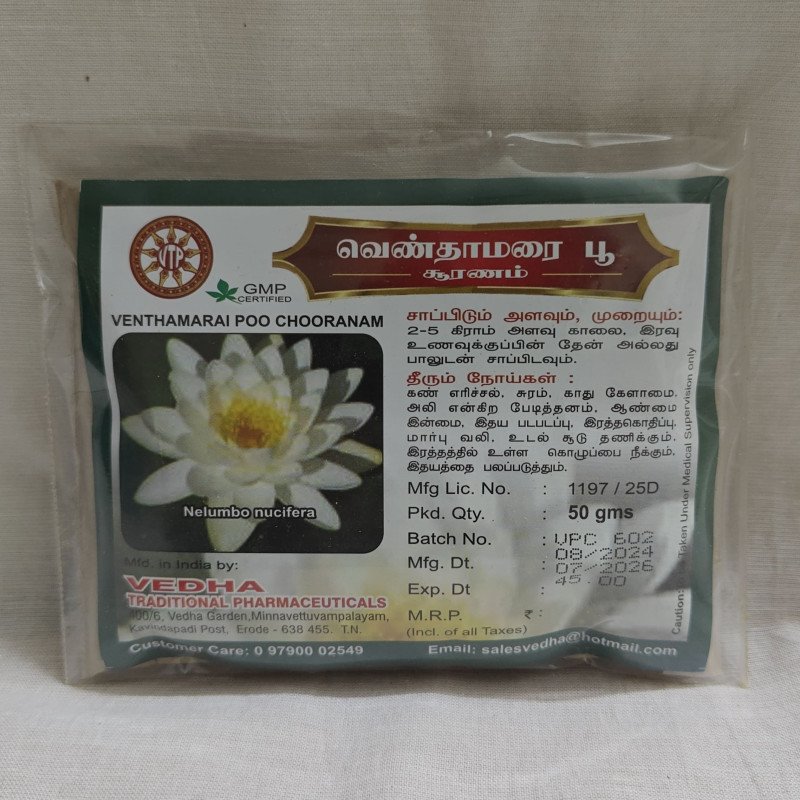 VTP
GMP
CERTIFIED
வெண்தாமரை பூ
சூரணம்
VENTHAMARAI POO CHOORANAM
Nelumbo nucifera
Mfd. in India by:
VEDHA
TRADITIONAL PHARMACEUTICALS
400/6, Vedha Garden,Minnavettuvampalayam,
Kavindapadi Post, Erode - 638 455. T.N.
சாப்பிடும் அளவும், முறையும்:
2-5 கிராம் அளவு காலை, இரவு
உணவுக்குப்பின் தேன் அல்லது
பாலுடன் சாப்பிடவும்.
தீரும் நோய்கள் :
கண் எரிச்சல், சுரம், காது கேளாமை,
அலி என்கிற பேடித்தனம், ஆண்மை
இன்மை, இதய படபடப்பு, இரத்தகொதிப்பு,
மார்பு வலி, உடல் சூடு தணிக்கும்.
இரத்தத்தில் உள்ள கொழுப்பை நீக்கும்.
இதயத்தை பலப்படுத்தும்.
Mfg Lic. No. : 1197 / 25D
Pkd. Qty. : 50 gms
Batch No. : UPC 602
Mfg. Dt. : 08/2024
07/2026
Exp. Dt : 45.00
M.R.P. ₹ :
(Incl. of all Taxes)
Caution: Taken Under Medical Supervision only
Customer Care: 0 97900 02549
Email: salesvedha@hotmail.com